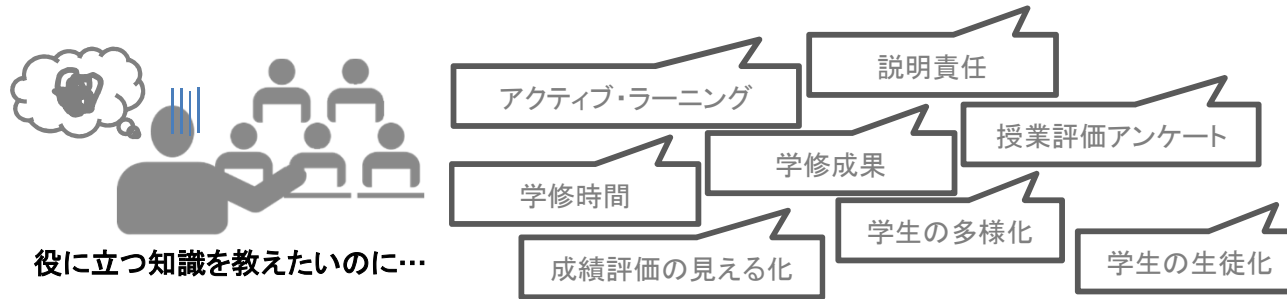 説明責任
アクティブ・ラーニング
授業評価アンケート
学修成果
学修時間
学生の多様化
役に立つ知識を教えたいのに…
成績評価の見える化
学生の生徒化